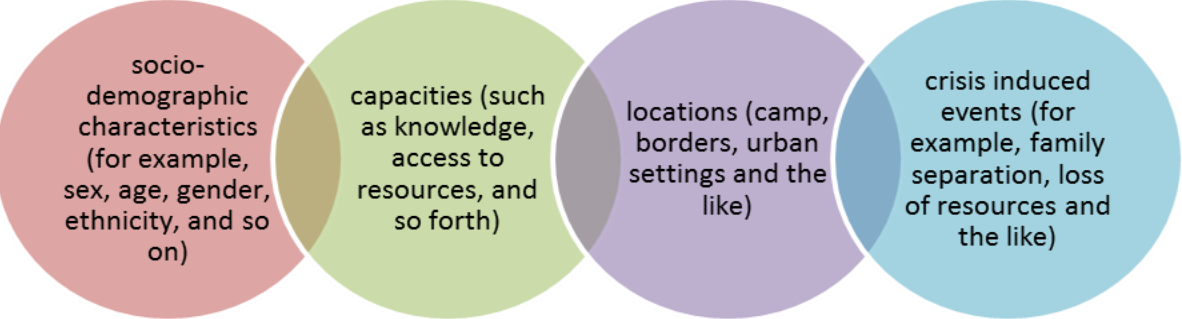 socio-
demographic
characteristics
(for example,
sex, age, gender,
ethnicity, and so
on)
capacities (such
as knowledge,
access to
resources, and
so forth)
locations (camp,
borders, urban
settings and the
like)
crisis induced
events (for
example, family
separation, loss
of resources and
the like)